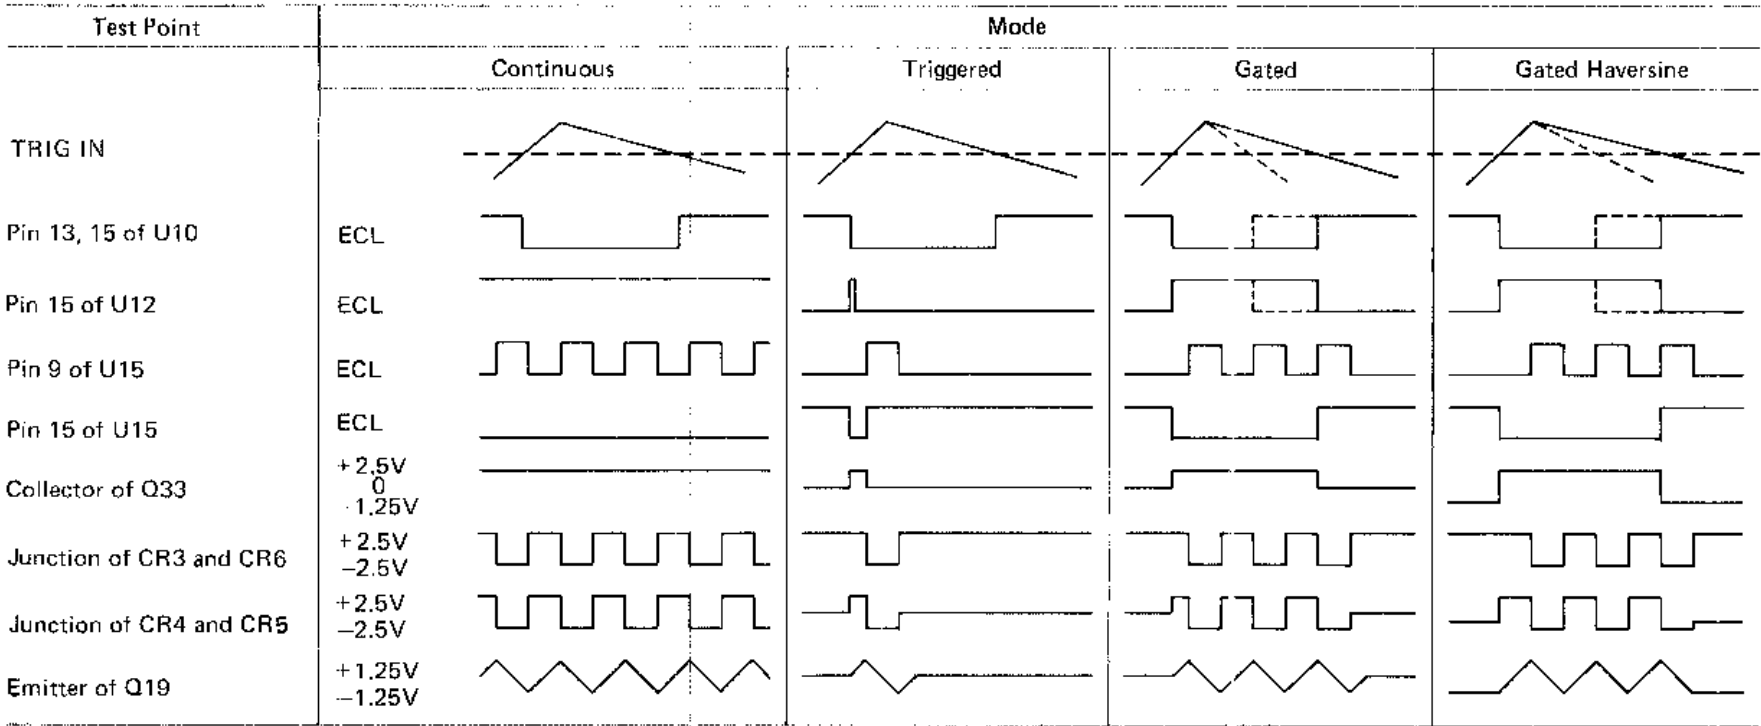 Test Point
Mode
Continuous
Triggered
Gated
Gated Haversine
TRIG IN
Pin 13, 15 of U10
ECL
Pin 15 of U12
ECL
Pin 9 of U15
ECL
Pin 15 of U15
ECL
Collector of Q33
+2.5V
0
-1.25V
Junction of CR3 and CR6
+2.5V
−2.5V
Junction of CR4 and CR5
+2.5V
−2.5V
Emitter of Q19
+1.25V
−1.25V